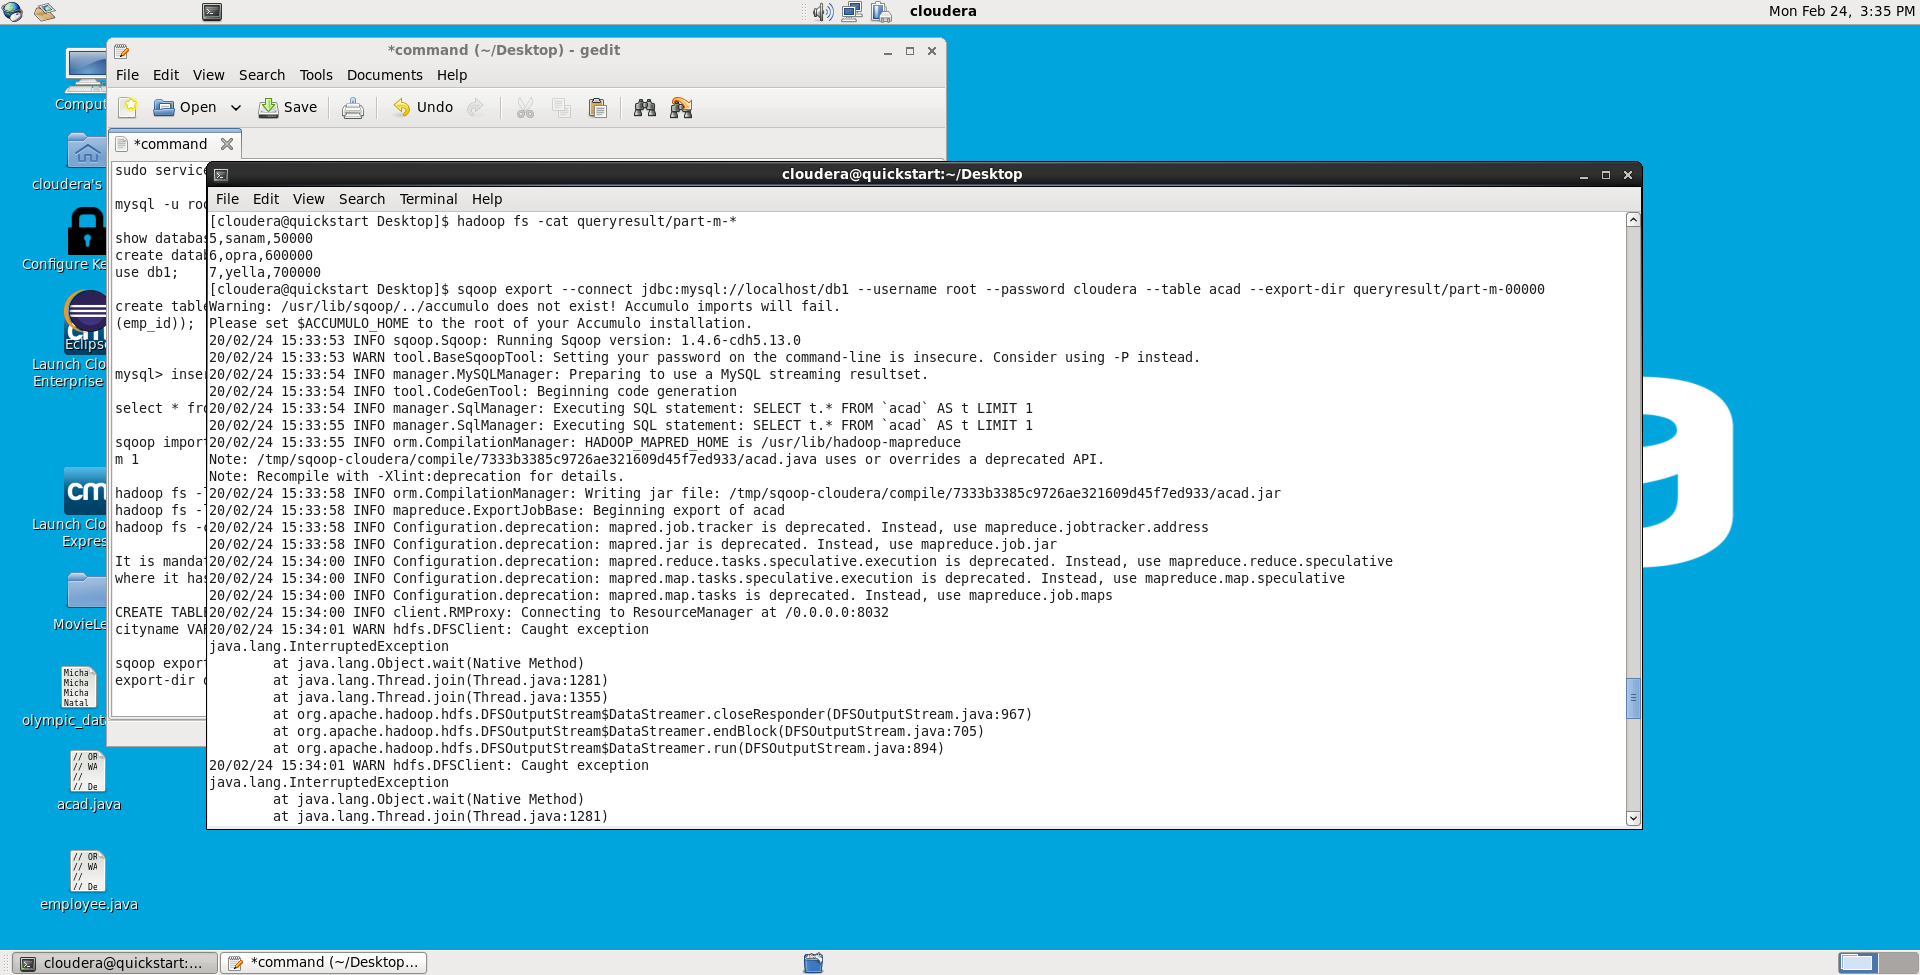 cloudera
Mon Feb 24, 3:35 PM
*command (~/Desktop) - gedit
File Edit View Search Tools Documents Help
Open Save Undo
*command
sudo service
mysql -u roo
show databas
create datab
use db1;
create table
(emp_id));
mysql> inser
select * fro
sqoop import
m 1
hadoop fs -l
hadoop fs -l
hadoop fs -c
It is mandat
where it has
CREATE TABLE
cityname VAR
sqoop export
export-dir
cloudera@quickstart:~/Desktop
File Edit View Search Terminal Help
[cloudera@quickstart Desktop]$ hadoop fs -cat queryresult/part-m-*
5,sanam,50000
6,opra,600000
7,yella,700000
[cloudera@quickstart Desktop]$ sqoop export --connect jdbc:mysql://localhost/db1 --username root --password cloudera --table acad --export-dir queryresult/part-m-00000
Warning: /usr/lib/sqoop/../accumulo does not exist! Accumulo imports will fail.
Please set $ACCUMULO_HOME to the root of your Accumulo installation.
20/02/24 15:33:53 INFO sqoop.Sqoop: Running Sqoop version: 1.4.6-cdh5.13.0
20/02/24 15:33:53 WARN tool.BaseSqoopTool: Setting your password on the command-line is insecure. Consider using -P instead.
20/02/24 15:33:54 INFO manager.MySQLManager: Preparing to use a MySQL streaming resultset.
20/02/24 15:33:54 INFO tool.CodeGenTool: Beginning code generation
20/02/24 15:33:54 INFO manager.SqlManager: Executing SQL statement: SELECT t.* FROM `acad` AS t LIMIT 1
20/02/24 15:33:55 INFO manager.SqlManager: Executing SQL statement: SELECT t.* FROM `acad` AS t LIMIT 1
20/02/24 15:33:55 INFO orm.CompilationManager: HADOOP_MAPRED_HOME is /usr/lib/hadoop-mapreduce
Note: /tmp/sqoop-cloudera/compile/7333b3385c9726ae321609d45f7ed933/acad.java uses or overrides a deprecated API.
Note: Recompile with -Xlint:deprecation for details.
20/02/24 15:33:58 INFO orm.CompilationManager: Writing jar file: /tmp/sqoop-cloudera/compile/7333b3385c9726ae321609d45f7ed933/acad.jar
20/02/24 15:33:58 INFO mapreduce.ExportJobBase: Beginning export of acad
20/02/24 15:33:58 INFO Configuration.deprecation: mapred.job.tracker is deprecated. Instead, use mapreduce.jobtracker.address
20/02/24 15:33:58 INFO Configuration.deprecation: mapred.jar is deprecated. Instead, use mapreduce.job.jar
20/02/24 15:34:00 INFO Configuration.deprecation: mapred.reduce.tasks.speculative.execution is deprecated. Instead, use mapreduce.reduce.speculative
20/02/24 15:34:00 INFO Configuration.deprecation: mapred.map.tasks.speculative.execution is deprecated. Instead, use mapreduce.map.speculative
20/02/24 15:34:00 INFO Configuration.deprecation: mapred.map.tasks is deprecated. Instead, use mapreduce.job.maps
20/02/24 15:34:00 INFO client.RMProxy: Connecting to ResourceManager at /0.0.0.0:8032
20/02/24 15:34:01 WARN hdfs.DFSClient: Caught exception
java.lang.InterruptedException
at java.lang.Object.wait(Native Method)
at java.lang.Thread.join(Thread.java:1281)
at java.lang.Thread.join(Thread.java:1355)
at org.apache.hadoop.hdfs.DFSOutputStream$DataStreamer.closeResponder(DFSOutputStream.java:967)
at org.apache.hadoop.hdfs.DFSOutputStream$DataStreamer.endBlock(DFSOutputStream.java:705)
at org.apache.hadoop.hdfs.DFSOutputStream$DataStreamer.run(DFSOutputStream.java:894)
20/02/24 15:34:01 WARN hdfs.DFSClient: Caught exception
java.lang.InterruptedException
at java.lang.Object.wait(Native Method)
at java.lang.Thread.join(Thread.java:1281)
Comput
cloudera's
Configure Ke
Eclips
Launch Clo
Enterprise
cm
Launch Clo
Expres
MovieLe
Micha
Micha
Micha
Natal
olympic_dat
// OR
// WA
//
// De
acad.java
// OR
// WA
//
// De
employee.java
cloudera@quickstart:...
*command (~/Desktop...